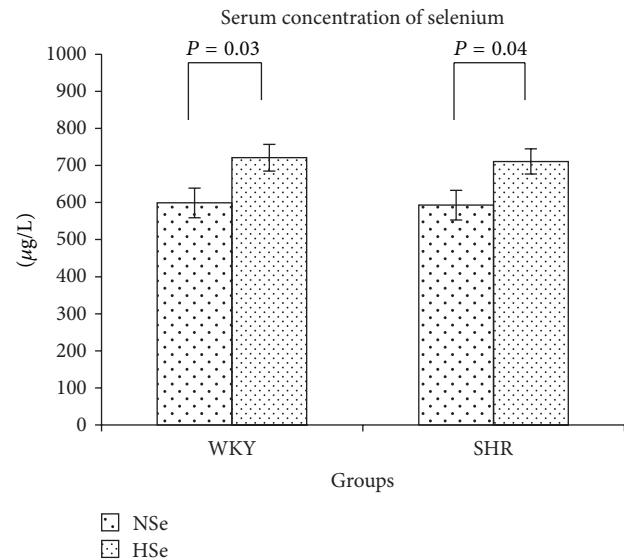 Serum concentration of selenium
P = 0.03
P = 0.04
1000
900
800
700
600
500
400
300
200
100
0
(μg/L)
WKY
SHR
Groups
NSe
HSe